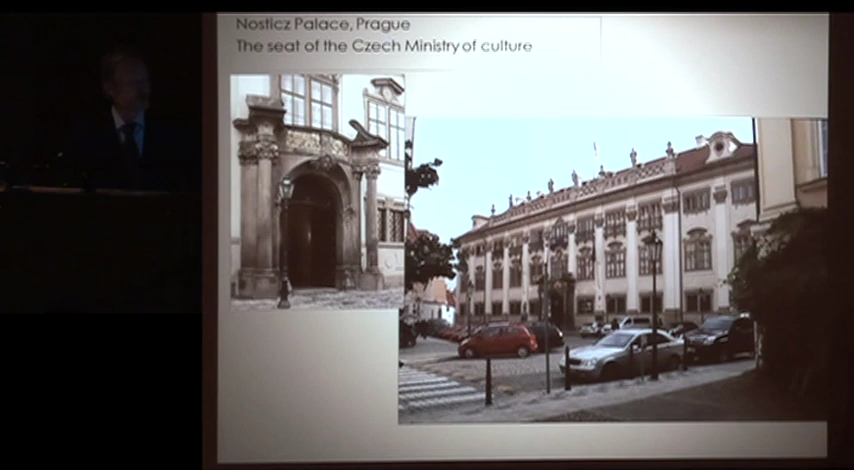 Nosticz Palace, Prague
The seat of the Czech Ministry of culture